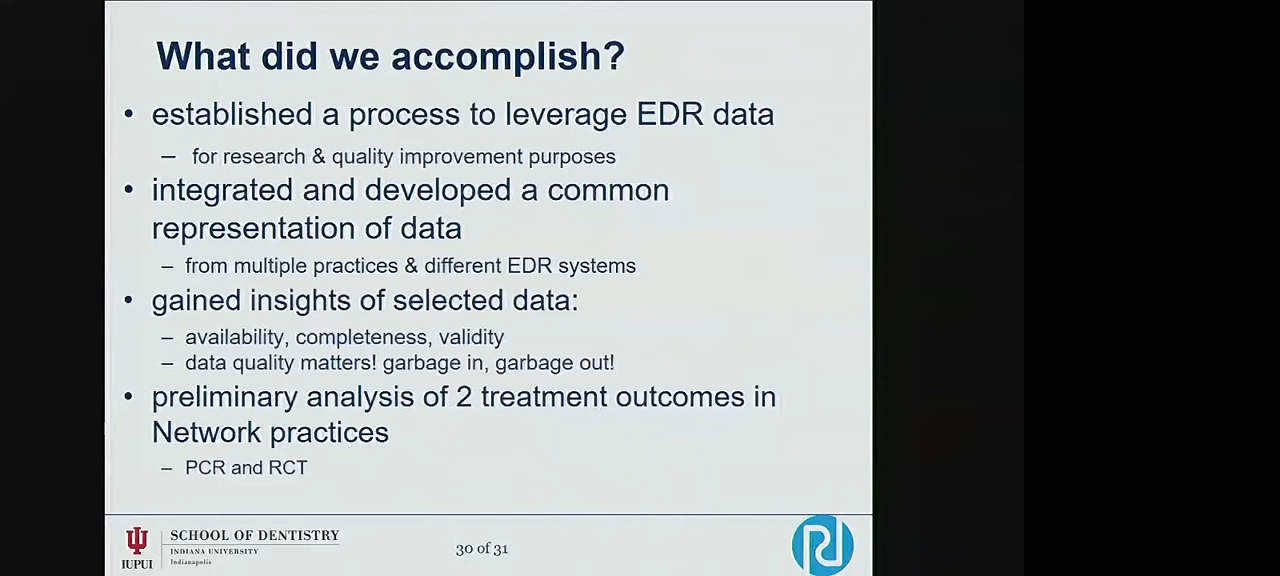 What did we accomplish?
• established a process to leverage EDR data
– for research & quality improvement purposes
• integrated and developed a common
representation of data
– from multiple practices & different EDR systems
• gained insights of selected data:
– availability, completeness, validity
– data quality matters! garbage in, garbage out!
• preliminary analysis of 2 treatment outcomes in
Network practices
– PCR and RCT
SCHOOL OF DENTISTRY
INDIANA UNIVERSITY
Indianapolis
IUPUI
30 of 31